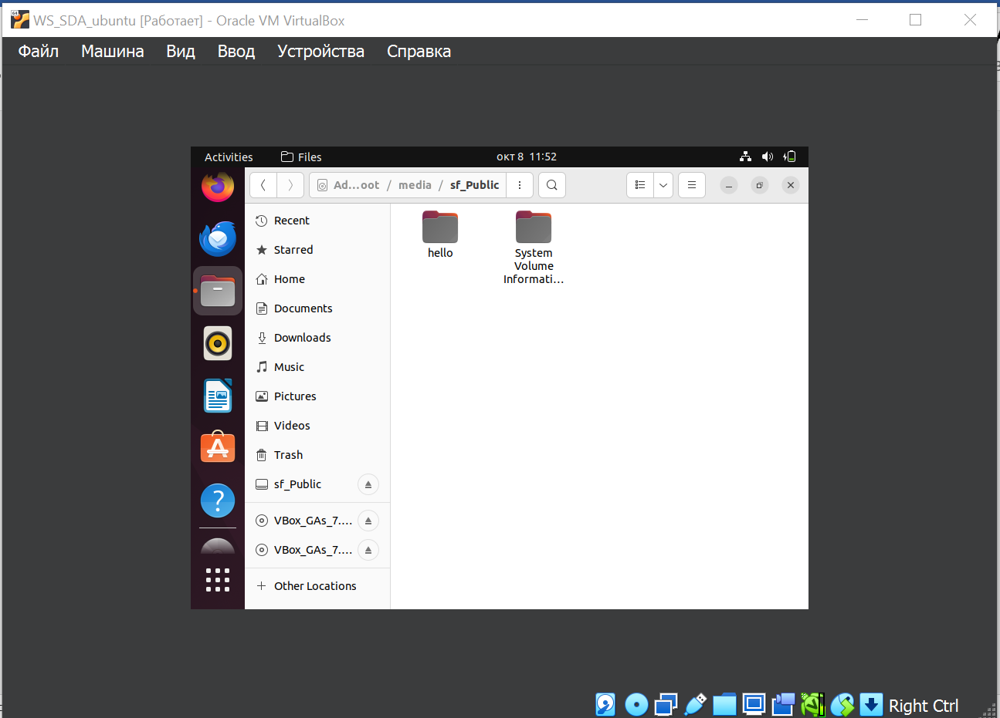 WS_SDA_ubuntu [Работает] - Oracle VM VirtualBox
Файл Машина Вид Ввод Устройства Справка
Activities Files окт 8 11:52
Ad…oot / media / sf_Public
Recent
Starred
Home
Documents
Downloads
Music
Pictures
Videos
Trash
sf_Public
VBox_GAs_7.…
VBox_GAs_7.…
Other Locations
hello
System
Volume
Informati…
Right Ctrl